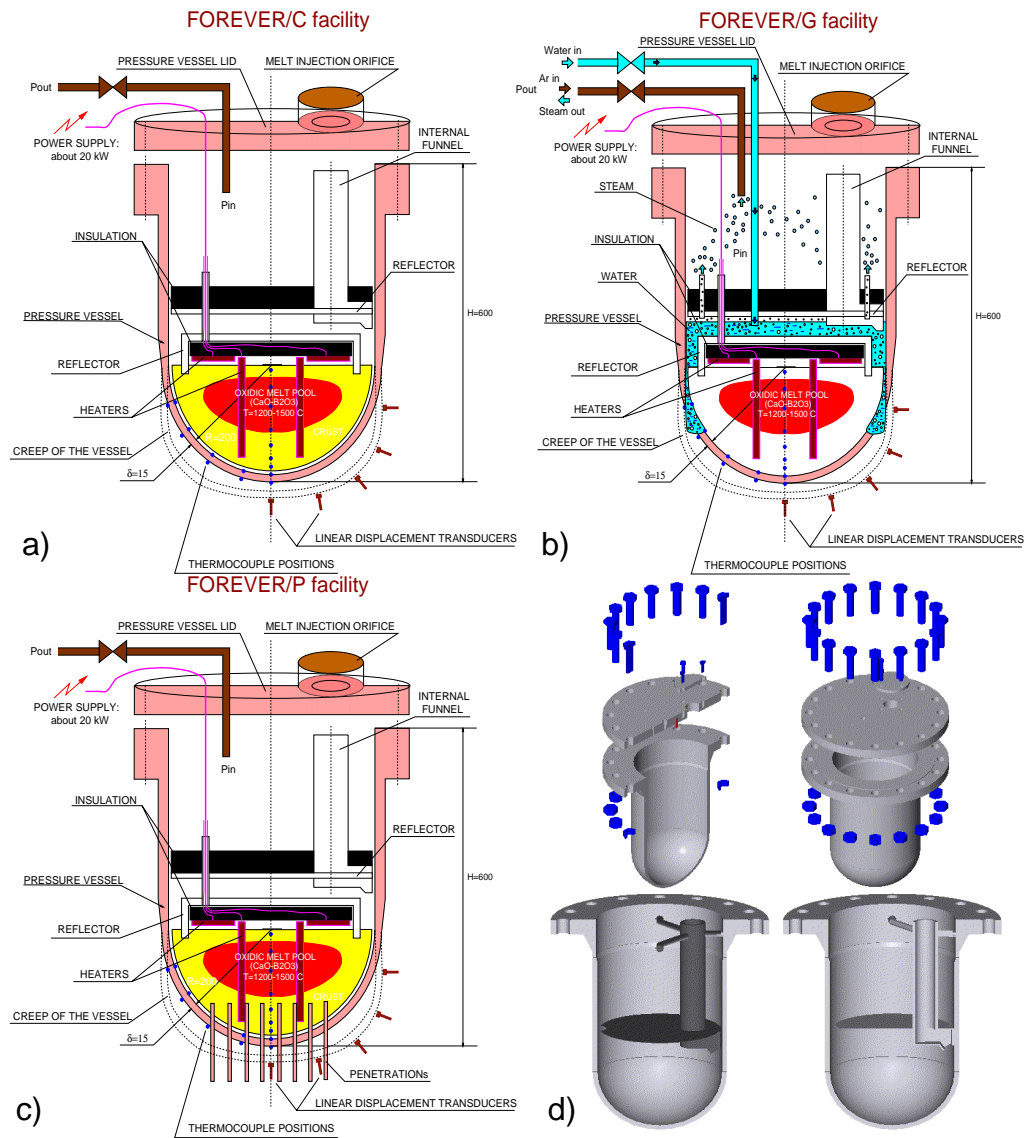 FOREVER/C facility
PRESSURE VESSEL LID
MELT INJECTION ORIFICE
Pout
POWER SUPPLY:
about 20 kW
INTERNAL
FUNNEL
Pin
INSULATION
REFLECTOR
H=600
PRESSURE VESSEL
REFLECTOR
OXIDIC MELT POOL
(CaO-B2O3)
T=1200-1500 C
HEATERS
R=200
CRUST
CREEP OF THE VESSEL
δ=15
a)
LINEAR DISPLACEMENT TRANSDUCERS
THERMOCOUPLE POSITIONS
FOREVER/G facility
PRESSURE VESSEL LID
Water in
MELT INJECTION ORIFICE
Ar in
Pout
Steam out
POWER SUPPLY:
about 20 kW
INTERNAL
FUNNEL
STEAM
Pin
INSULATION
WATER
REFLECTOR
H=600
PRESSURE VESSEL
REFLECTOR
OXIDIC MELT POOL
(CaO-B2O3)
T=1200-1500 C
HEATERS
CREEP OF THE VESSEL
δ=15
b)
LINEAR DISPLACEMENT TRANSDUCERS
THERMOCOUPLE POSITIONS
FOREVER/P facility
PRESSURE VESSEL LID
MELT INJECTION ORIFICE
Pout
POWER SUPPLY:
about 20 kW
INTERNAL
FUNNEL
Pin
INSULATION
REFLECTOR
H=600
PRESSURE VESSEL
REFLECTOR
OXIDIC MELT POOL
(CaO-B2O3)
T=1200-1500 C
HEATERS
R=200
CRUST
CREEP OF THE VESSEL
δ=15
PENETRATIONs
c)
LINEAR DISPLACEMENT TRANSDUCERS
THERMOCOUPLE POSITIONS
d)